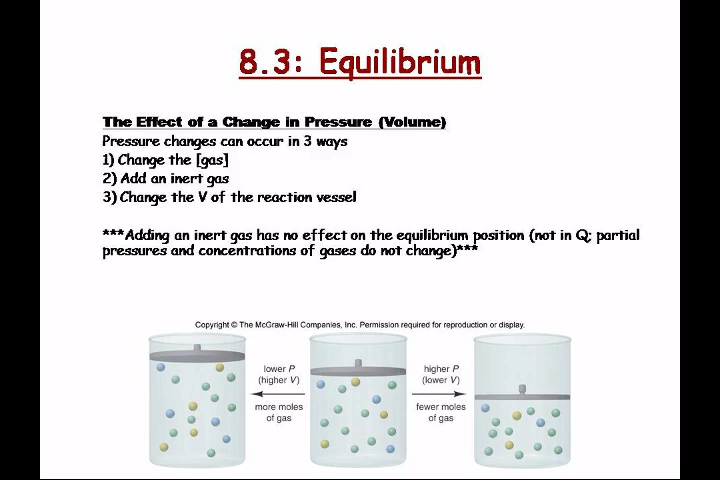 8.3: Equilibrium
The Effect of a Change in Pressure (Volume)
Pressure changes can occur in 3 ways
1) Change the [gas]
2) Add an inert gas
3) Change the V of the reaction vessel
***Adding an inert gas has no effect on the equilibrium position (not in Q; partial
pressures and concentrations of gases do not change)***
Copyright © The McGraw-Hill Companies, Inc. Permission required for reproduction or display.
lower P
(higher V)
more moles
of gas
higher P
(lower V)
fewer moles
of gas